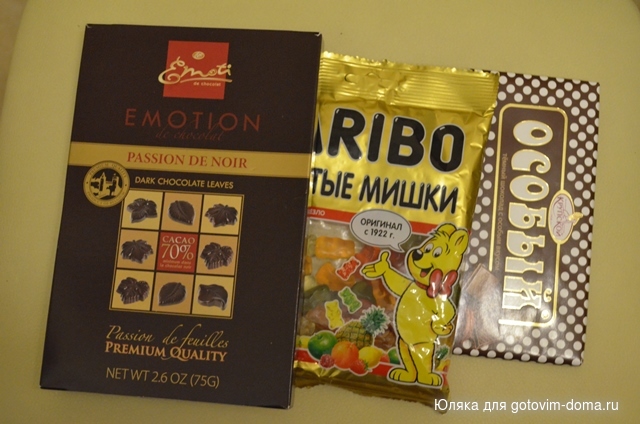 Emoti
EMOTION
de chocolat
PASSION DE NOIR
DARK CHOCOLATE LEAVES
CACAO
70%
Passion de feuilles
PREMIUM QUALITY
NET WT 2.6 OZ (75G)
ARIBO
ТЫЕ МИШКИ
ОРИГИНАЛ
с 1922 г.
ОСОБЫЙ
Юляка для gotovim-doma.ru